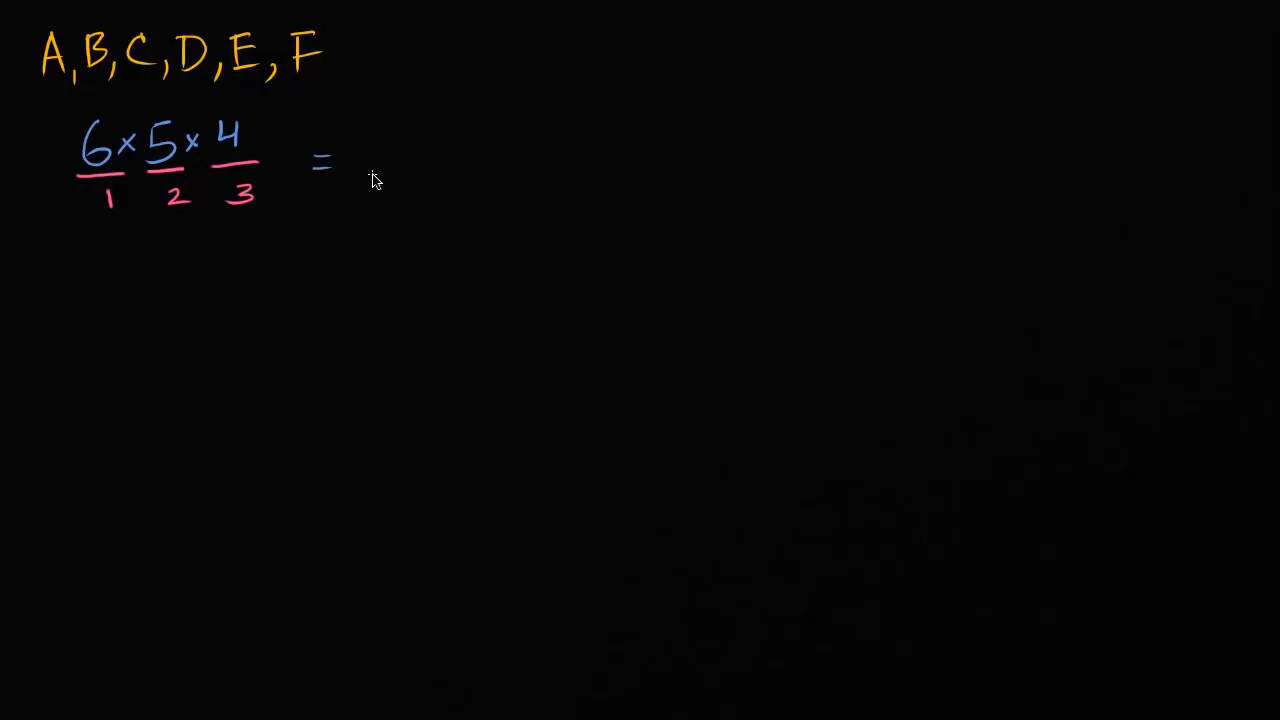 A, B, C, D, E, F
6 × 5 × 4 =
1 2 3